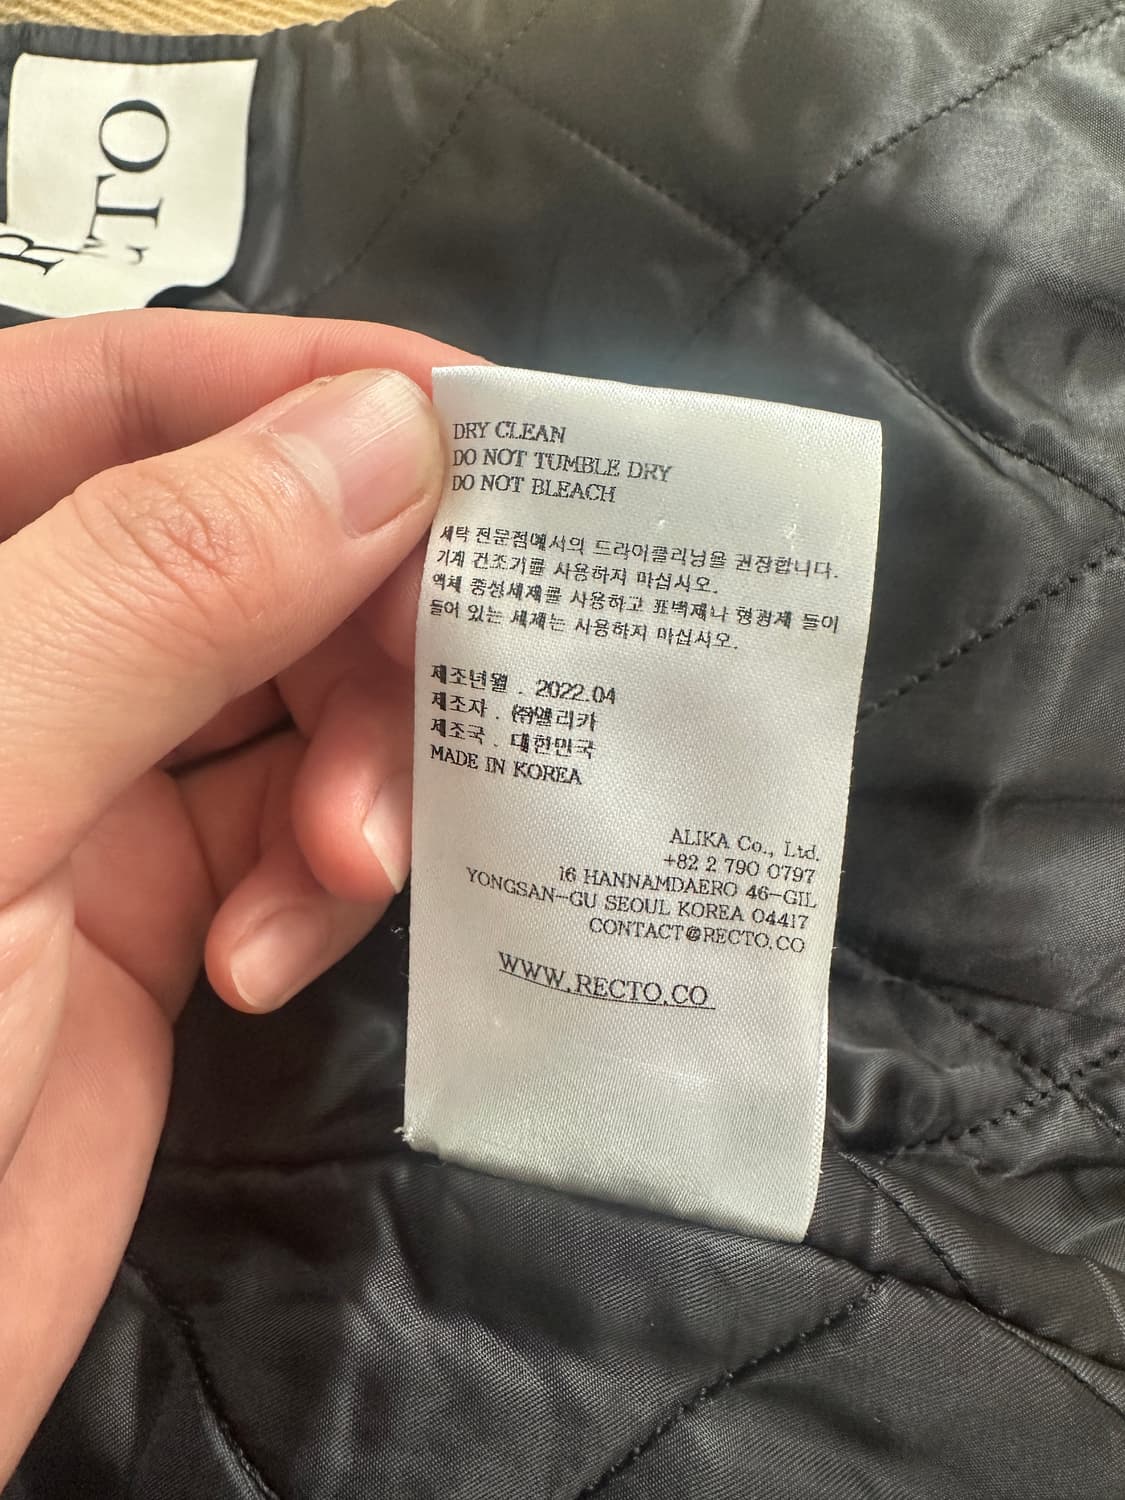 RECTO
DRY CLEAN
DO NOT TUMBLE DRY
DO NOT BLEACH
세탁 전문점에서의 드라이클리닝을 권장합니다.
기계 건조기를 사용하지 마십시오.
액체 중성세제를 사용하고 표백제나 형광제 들이
들어 있는 세제는 사용하지 마십시오.
제조년월 . 2022.04
제조자 . ㈜앨리카
제조국 . 대한민국
MADE IN KOREA
ALIKA Co., Ltd.
+82 2 790 0797
16 HANNAMDAERO 46-GIL
YONGSAN-GU SEOUL KOREA 04417
CONTACT@RECTO.CO
WWW.RECTO.CO